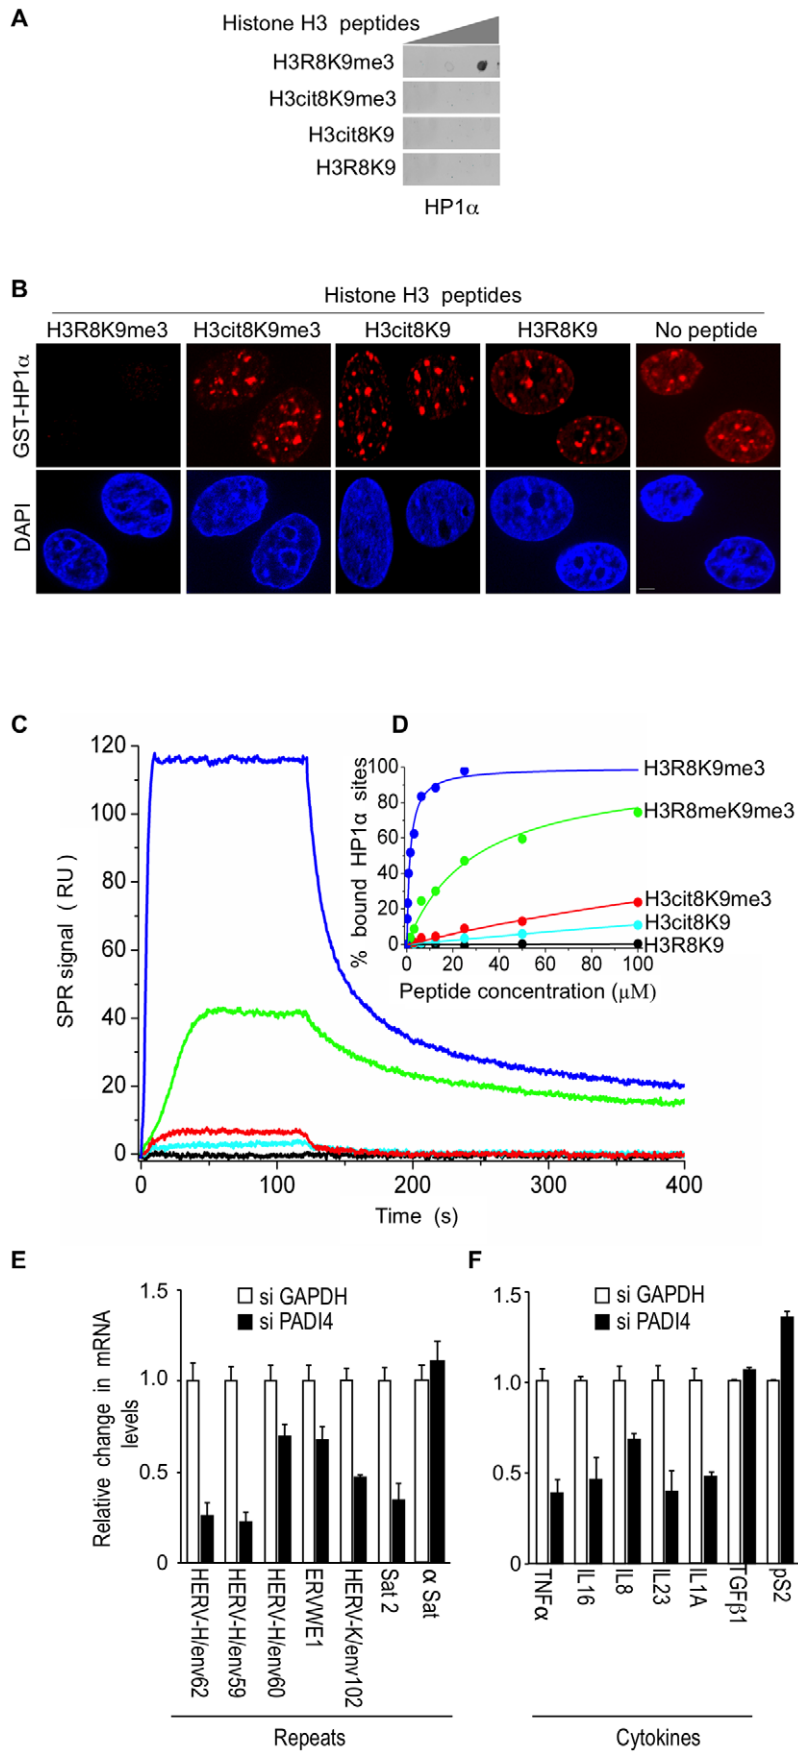 A
Histone H3 peptides
H3R8K9me3
H3cit8K9me3
H3cit8K9
H3R8K9
HP1α
B
Histone H3 peptides
H3R8K9me3 H3cit8K9me3 H3cit8K9 H3R8K9 No peptide
GST-HP1α
DAPI
C
SPR signal ( RU )
120
100
80
60
40
20
0
0 100 200 300 400
Time (s)
D
% bound HP1α sites
100
80
60
40
20
0
0 20 40 60 80 100
Peptide concentration (µM)
H3R8K9me3
H3R8meK9me3
H3cit8K9me3
H3cit8K9
H3R8K9
E
Relative change in mRNA
levels
1.5
1.0
0.5
0
si GAPDH
si PADI4
HERV-H/env62
HERV-H/env59
HERV-H/env60
ERVWE1
HERV-K/env102
Sat 2
α Sat
Repeats
F
1.5
1.0
0.5
0
si GAPDH
si PADI4
TNFα
IL16
IL8
IL23
IL1A
TGFβ1
pS2
Cytokines